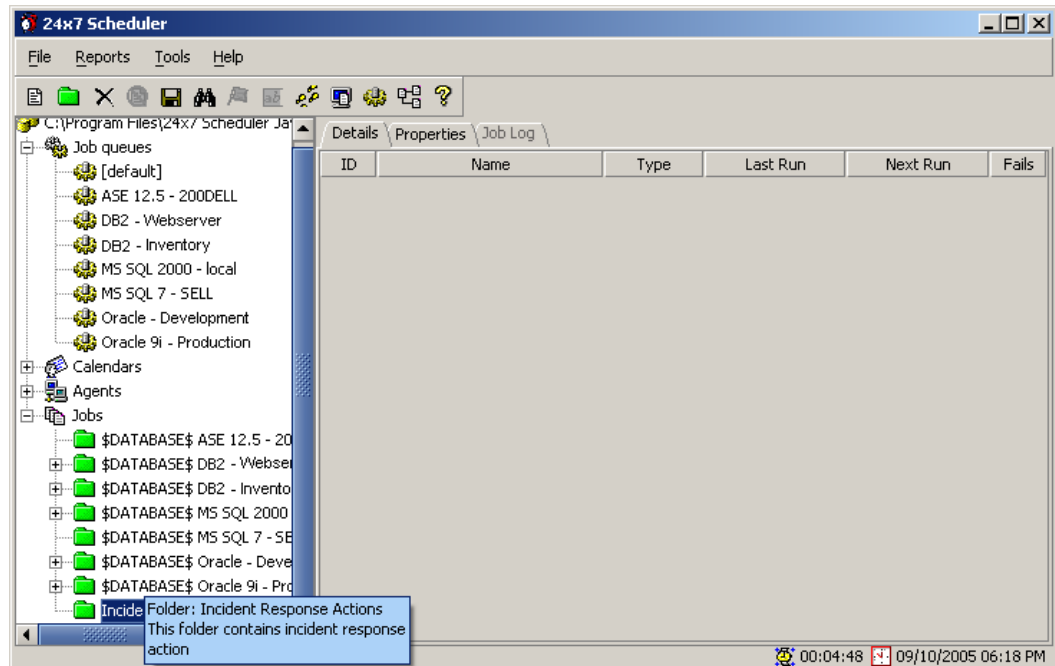 24x7 Scheduler
File Reports Tools Help
C:\Program Files\24x7 Scheduler Ja
Details Properties Job Log
ID Name Type Last Run Next Run Fails
Job queues
[default]
ASE 12.5 - 200DELL
DB2 - Webserver
DB2 - Inventory
MS SQL 2000 - local
MS SQL 7 - SELL
Oracle - Development
Oracle 9i - Production
Calendars
Agents
Jobs
$DATABASE$ ASE 12.5 - 20
$DATABASE$ DB2 - Webser
$DATABASE$ DB2 - Invento
$DATABASE$ MS SQL 2000
$DATABASE$ MS SQL 7 - SE
$DATABASE$ Oracle - Deve
$DATABASE$ Oracle 9i - Pro
Incide
Folder: Incident Response Actions
This folder contains incident response
action
00:04:48 09/10/2005 06:18 PM